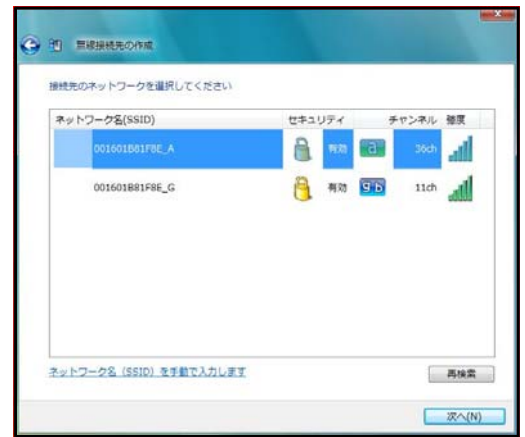 無線接続先の作成
接続先のネットワークを選択してください
ネットワーク名(SSID) セキュリティ チャンネル 強度
001601B81F8E_A 有効 a 36ch
001601B81F8E_G 有効 g b 11ch
ネットワーク名（SSID）を手動で入力します 再検索
次へ(N)